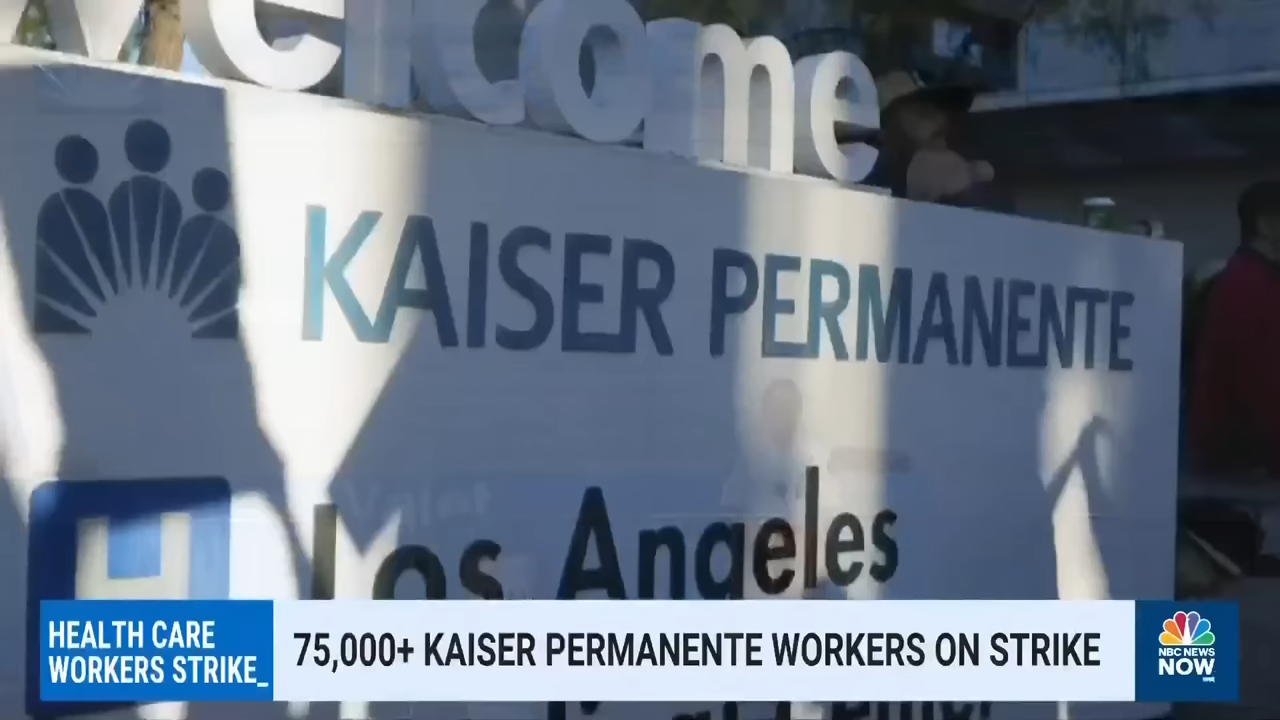 Welcome
KAISER PERMANENTE
H
Los Angeles
HEALTH CARE
WORKERS STRIKE_
75,000+ KAISER PERMANENTE WORKERS ON STRIKE
NBC NEWS
NOW